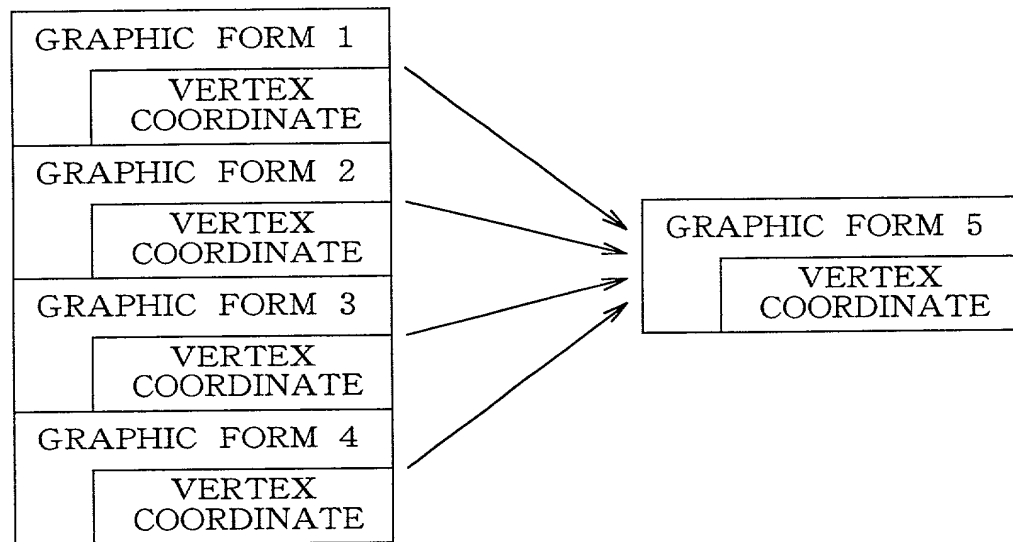 GRAPHIC FORM 1
VERTEX
COORDINATE
GRAPHIC FORM 2
VERTEX
COORDINATE
GRAPHIC FORM 3
VERTEX
COORDINATE
GRAPHIC FORM 4
VERTEX
COORDINATE
GRAPHIC FORM 5
VERTEX
COORDINATE